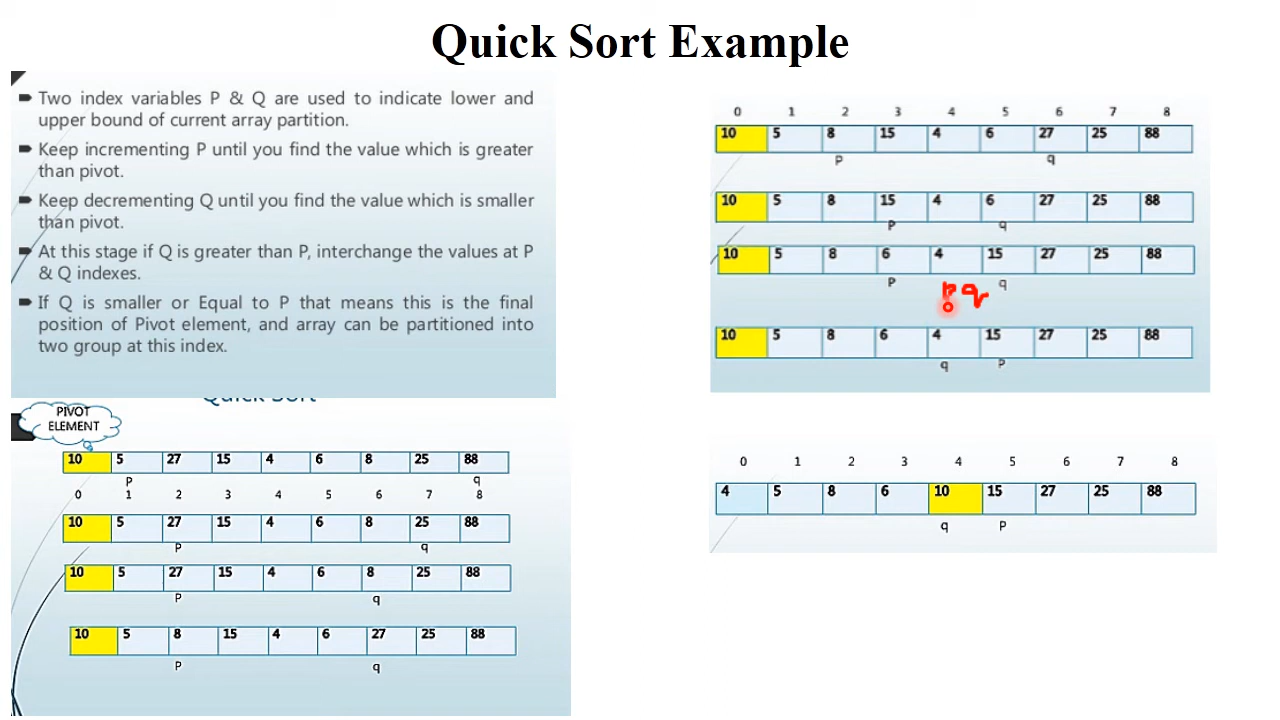 Quick Sort Example
Two index variables P & Q are used to indicate lower and
upper bound of current array partition.
Keep incrementing P until you find the value which is greater
than pivot.
Keep decrementing Q until you find the value which is smaller
than pivot.
At this stage if Q is greater than P, interchange the values at P
& Q indexes.
If Q is smaller or Equal to P that means this is the final
position of Pivot element, and array can be partitioned into
two group at this index.
Quick Sort
PIVOT
ELEMENT
10 5 27 15 4 6 8 25 88
P q
0 1 2 3 4 5 6 7 8
10 5 27 15 4 6 8 25 88
P q
10 5 27 15 4 6 8 25 88
P q
10 5 8 15 4 6 27 25 88
P q
0 1 2 3 4 5 6 7 8
10 5 8 15 4 6 27 25 88
P q
10 5 8 15 4 6 27 25 88
P q
10 5 8 6 4 15 27 25 88
P q
p q
10 5 8 6 4 15 27 25 88
q P
0 1 2 3 4 5 6 7 8
4 5 8 6 10 15 27 25 88
q P